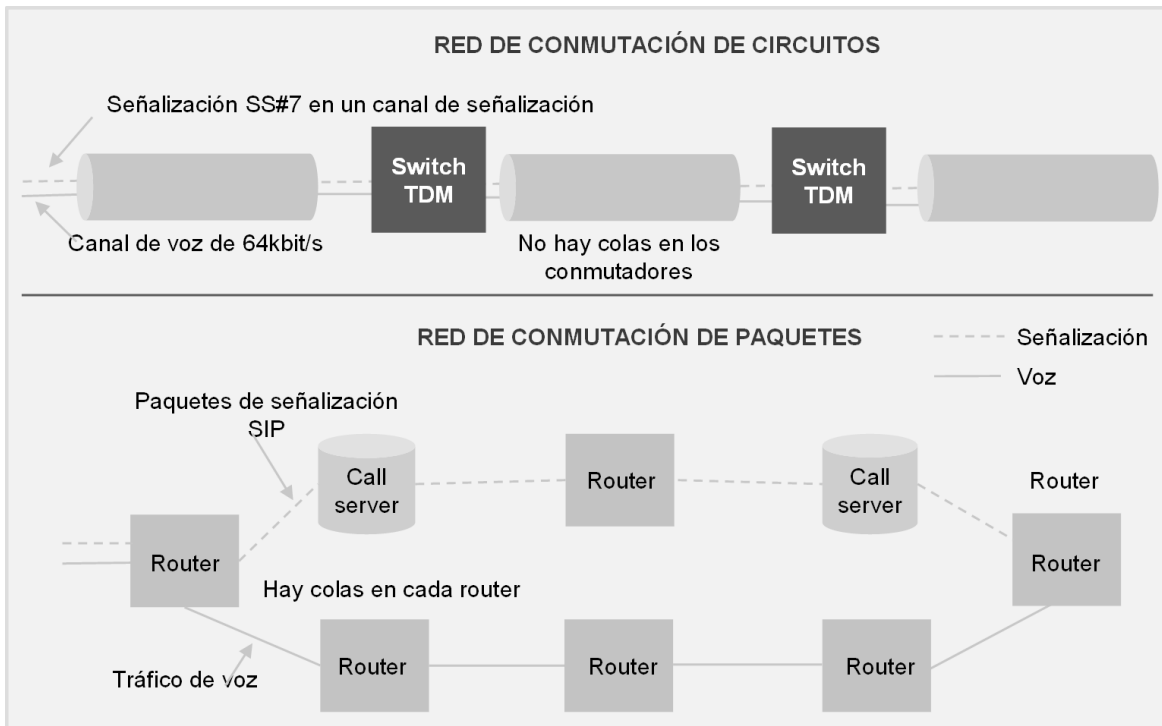 RED DE CONMUTACIÓN DE CIRCUITOS
Señalización SS#7 en un canal de señalización
Switch
TDM
Switch
TDM
Canal de voz de 64kbit/s
No hay colas en los
conmutadores
RED DE CONMUTACIÓN DE PAQUETES
Señalización
Voz
Paquetes de señalización
SIP
Call
server
Router
Call
server
Router
Router
Router
Hay colas en cada router
Tráfico de voz
Router
Router
Router